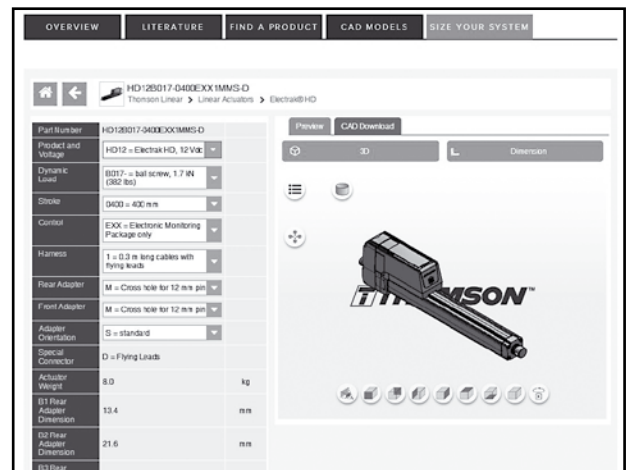 OVERVIEW LITERATURE FIND A PRODUCT CAD MODELS SIZE YOUR SYSTEM
HD12B017-0400EXX1MMS-D
Thomson Linear > Linear Actuators > Electrak® HD
Part Number HD12B017-0400EXX1MMS-D
Product and
Voltage
HD12 = Electrak HD, 12 Vdc
Dynamic
Load
B017- = ball screw, 1.7 kN
(382 lbs)
Stroke 0400 = 400 mm
Control
EXX = Electronic Monitoring
Package only
Harness
1 = 0.3 m long cables with
flying leads
Rear Adapter M = Cross hole for 12 mm pin
Front Adapter M = Cross hole for 12 mm pin
Adapter
Orientation
S = standard
Special
Connector
D = Flying Leads
Actuator
Weight
8.0 kg
B1 Rear
Adapter
Dimension
13.4 mm
B2 Rear
Adapter
Dimension
21.6 mm
B3 Rear
Preview CAD Download
3D Dimension
THOMSON™